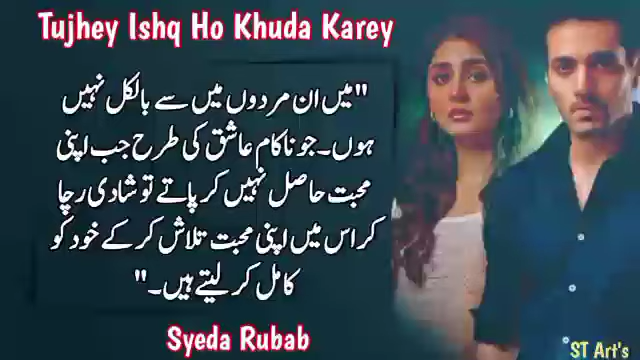 Tujhey Ishq Ho Khuda Karey
"میں ان مردوں میں سے بالکل نہیں
ہوں۔جو ناکام عاشق کی طرح جب اپنی
محبت حاصل نہیں کر پاتے تو شادی رچا
کر اس میں اپنی محبت تلاش کر کے خود کو
کامل کر لیتے ہیں۔"
Syeda Rubab
ST Art's